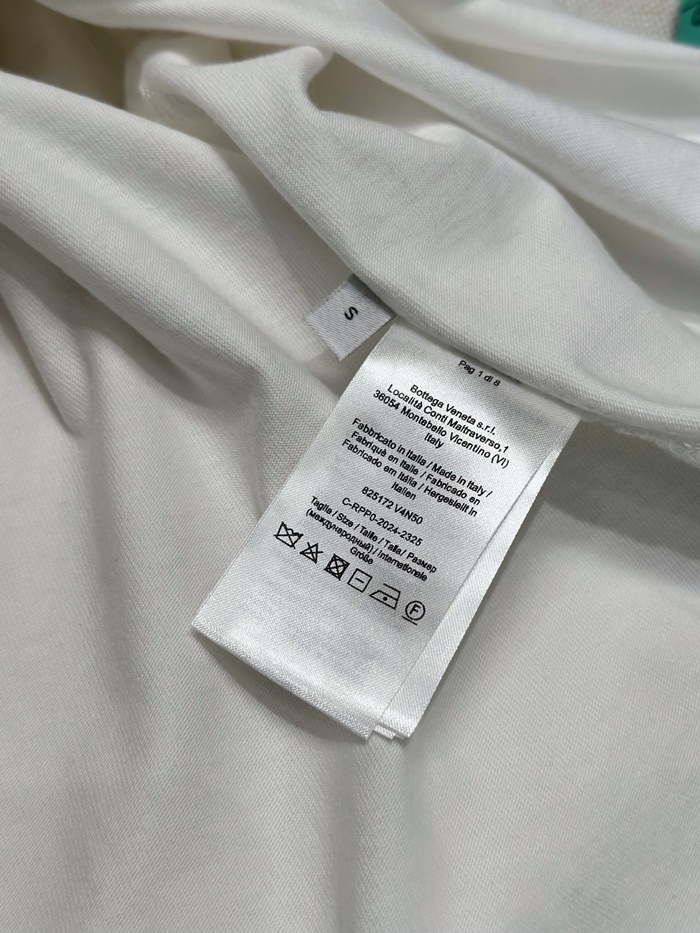 S
Pag 1 di 8
Bottega Veneta s.r.l.
Località Conti Maltraverso,1
36054 Montebello Vicentino (VI)
Italy
Fabbricato in Italia / Made in Italy /
Fabriqué en Italie / Fabricado en
Fabricado em Itália / Hergestellt in
Italien
825172 V4N50
C-RPP0-2024-2325
Taglia / Size / Taille / Talla / Размер
(международный) / Internationale
Größe
F